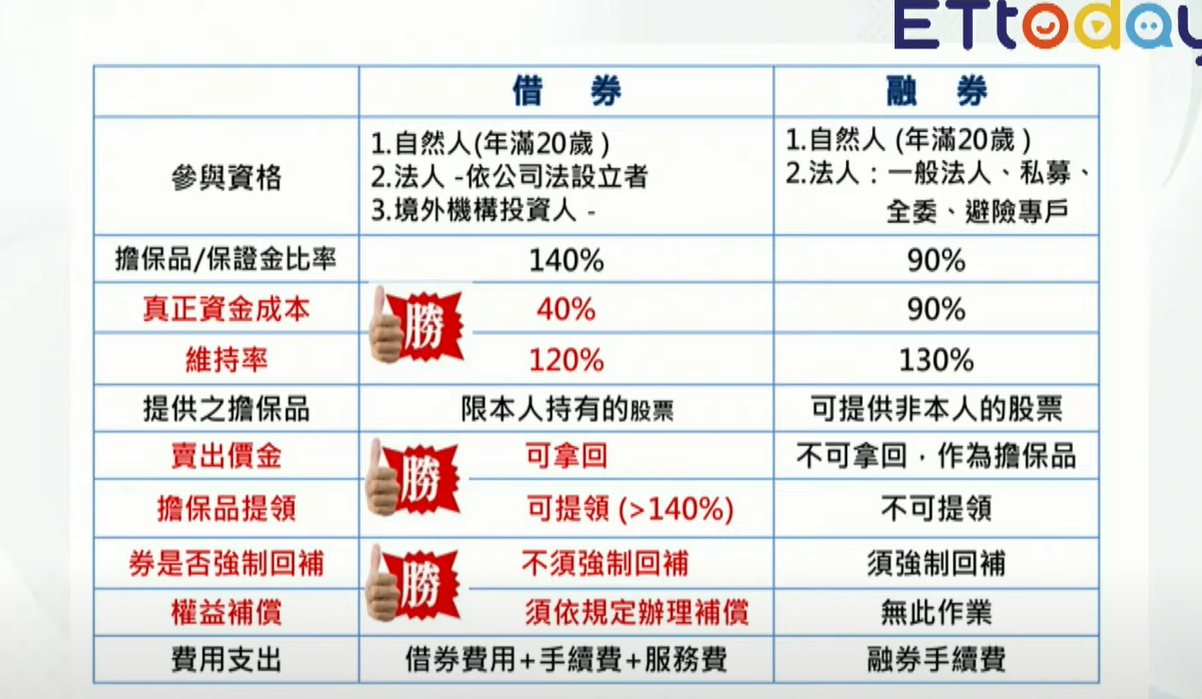 ETtoday
借 券 融 券
參與資格 1.自然人(年滿20歲) 1.自然人 (年滿20歲)
2.法人 -依公司法設立者 2.法人：一般法人、私募、
3.境外機構投資人 - 全委、避險專戶
擔保品/保證金比率 140% 90%
真正資金成本 40% 90%
勝
維持率 120% 130%
提供之擔保品 限本人持有的股票 可提供非本人的股票
賣出價金 可拿回 不可拿回，作為擔保品
勝
擔保品提領 可提領 (>140%) 不可提領
券是否強制回補 不須強制回補 須強制回補
勝
權益補償 須依規定辦理補償 無此作業
費用支出 借券費用+手續費+服務費 融券手續費